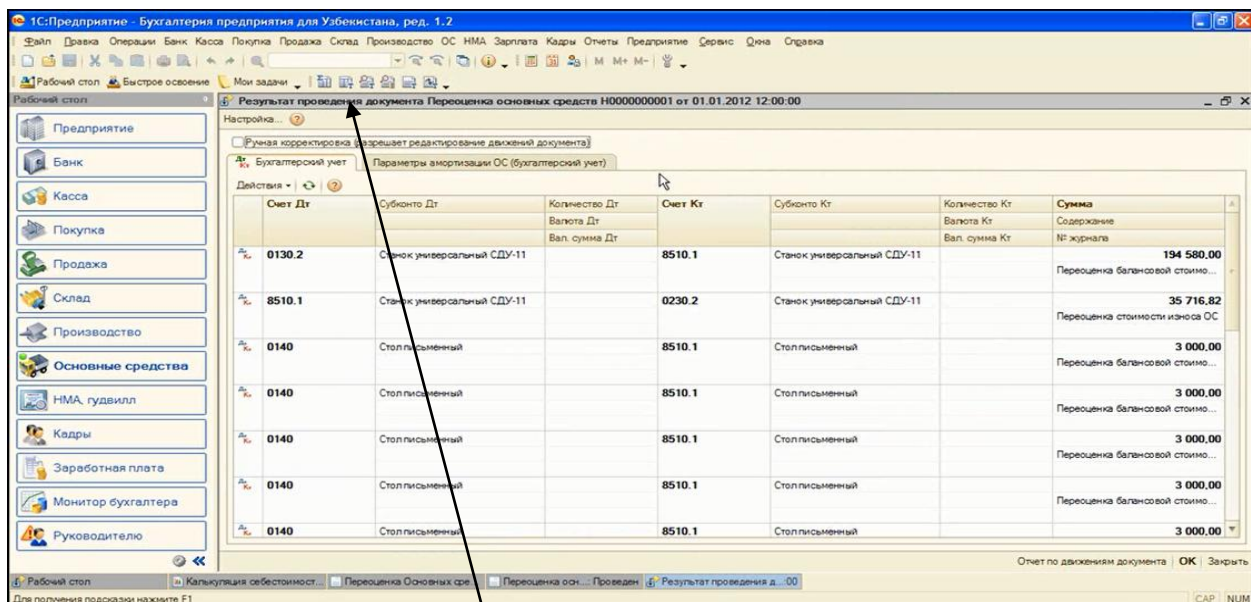 1С:Предприятие - Бухгалтерия предприятия для Узбекистана, ред. 1.2
Файл Правка Операции Банк Касса Покупка Продажа Склад Производство ОС НМА Зарплата Кадры Отчеты Предприятие Сервис Окна Справка
M M+ M-
Рабочий стол Быстрое освоение Мои задачи
Рабочий стол
Результат проведения документа Переоценка основных средств Н0000000001 от 01.01.2012 12:00:00
Настройка...
Предприятие
Ручная корректировка (разрешает редактирование движений документа)
Банк
Бухгалтерский учет Параметры амортизации ОС (бухгалтерский учет)
Действия
Касса
Счет Дт Субконто Дт Количество Дт Счет Кт Субконто Кт Количество Кт Сумма
Валюта Дт Валюта Кт Содержание
Вал. сумма Дт Вал. сумма Кт № журнала
Покупка
0130.2 Станок универсальный СДУ-11 8510.1 Станок универсальный СДУ-11 194 580,00
Переоценка балансовой стоимо...
Продажа
Склад
8510.1 Станок универсальный СДУ-11 0230.2 Станок универсальный СДУ-11 35 716,82
Переоценка стоимости износа ОС
Производство
0140 Стол письменный 8510.1 Стол письменный 3 000,00
Переоценка балансовой стоимо...
Основные средства
НМА, гудвилл
0140 Стол письменный 8510.1 Стол письменный 3 000,00
Переоценка балансовой стоимо...
Кадры
0140 Стол письменный 8510.1 Стол письменный 3 000,00
Переоценка балансовой стоимо...
Заработная плата
0140 Стол письменный 8510.1 Стол письменный 3 000,00
Переоценка балансовой стоимо...
Монитор бухгалтера
0140 Стол письменный 8510.1 Стол письменный 3 000,00
Руководителю
Отчет по движениям документа OK Закрыть
Рабочий стол Калькуляция себестоимост... Переоценка Основных сре... Переоценка осн...: Проведен Результат проведения д...:00
Для получения подсказки нажмите F1 CAP NUM